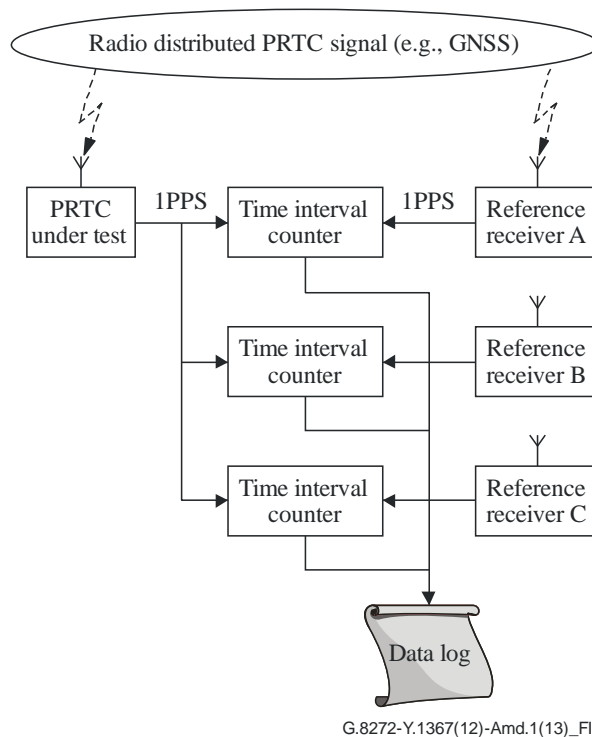 Radio distributed PRTC signal (e.g., GNSS)
PRTC
under test
1PPS
Time interval
counter
1PPS
Reference
receiver A
Time interval
counter
Reference
receiver B
Time interval
counter
Reference
receiver C
Data log
G.8272-Y.1367(12)-Amd.1(13)_FI